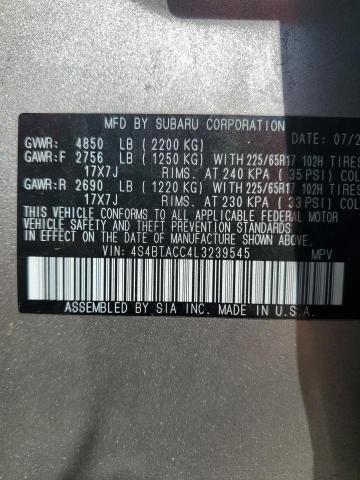 MFD BY SUBARU CORPORATION
GVWR: 4850 LB (2200 KG) DATE: 07/2
GAWR:F 2756 LB (1250 KG) WITH 225/65R17 102H TIRES
17X7J RIMS. AT 240 KPA (35 PSI) COL
GAWR:R 2690 LB (1220 KG) WITH 225/65R17 102H TIRES
17X7J RIMS. AT 230 KPA (33 PSI) COL
THIS VEHICLE CONFORMS TO ALL APPLICABLE FEDERAL MOTOR
VEHICLE SAFETY, BUMPER, AND THEFT PREVENTION STANDARDS
IN EFFECT ON THE DATE OF MANUFACTURE SHOWN ABOVE.
VIN: 4S4BTACC4L3239545 MPV
ASSEMBLED BY SIA INC. MADE IN U.S.A.